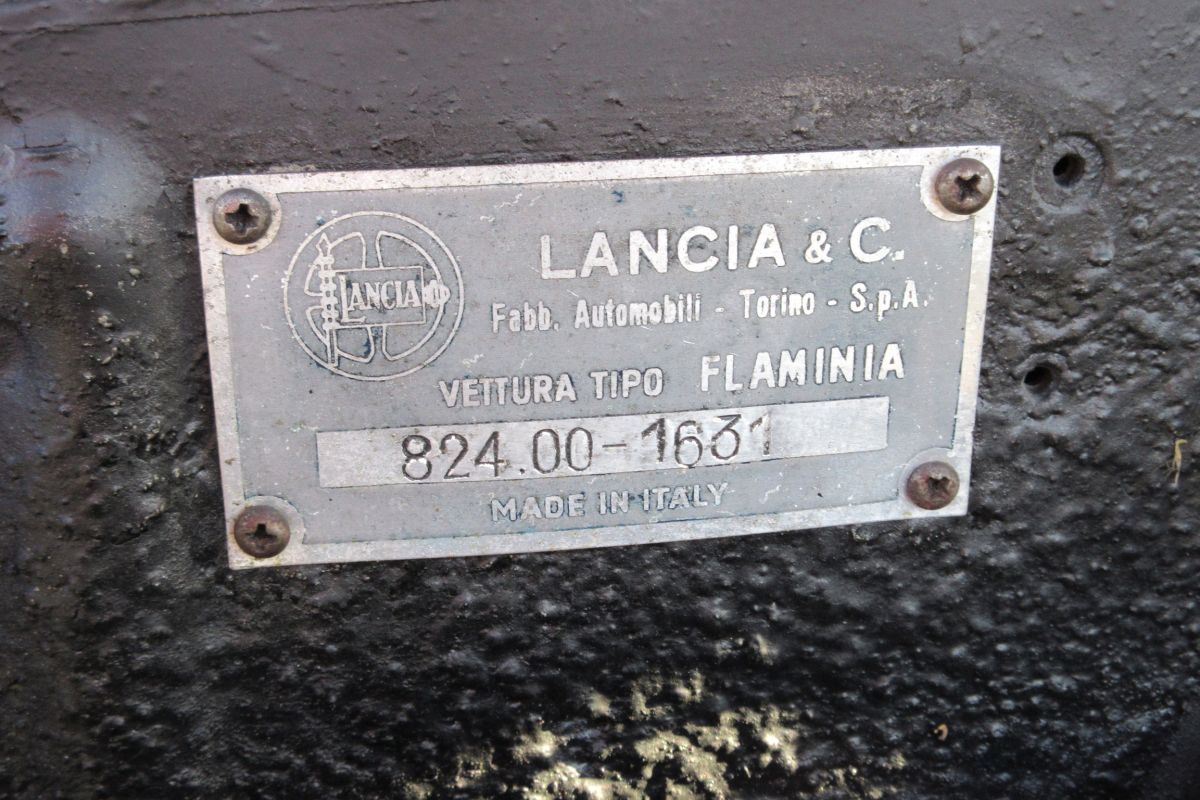 LANCIA
LANCIA & C.
Fabb. Automobili - Torino - S.p.A.
VETTURA TIPO FLAMINIA
824.00-1631
MADE IN ITALY